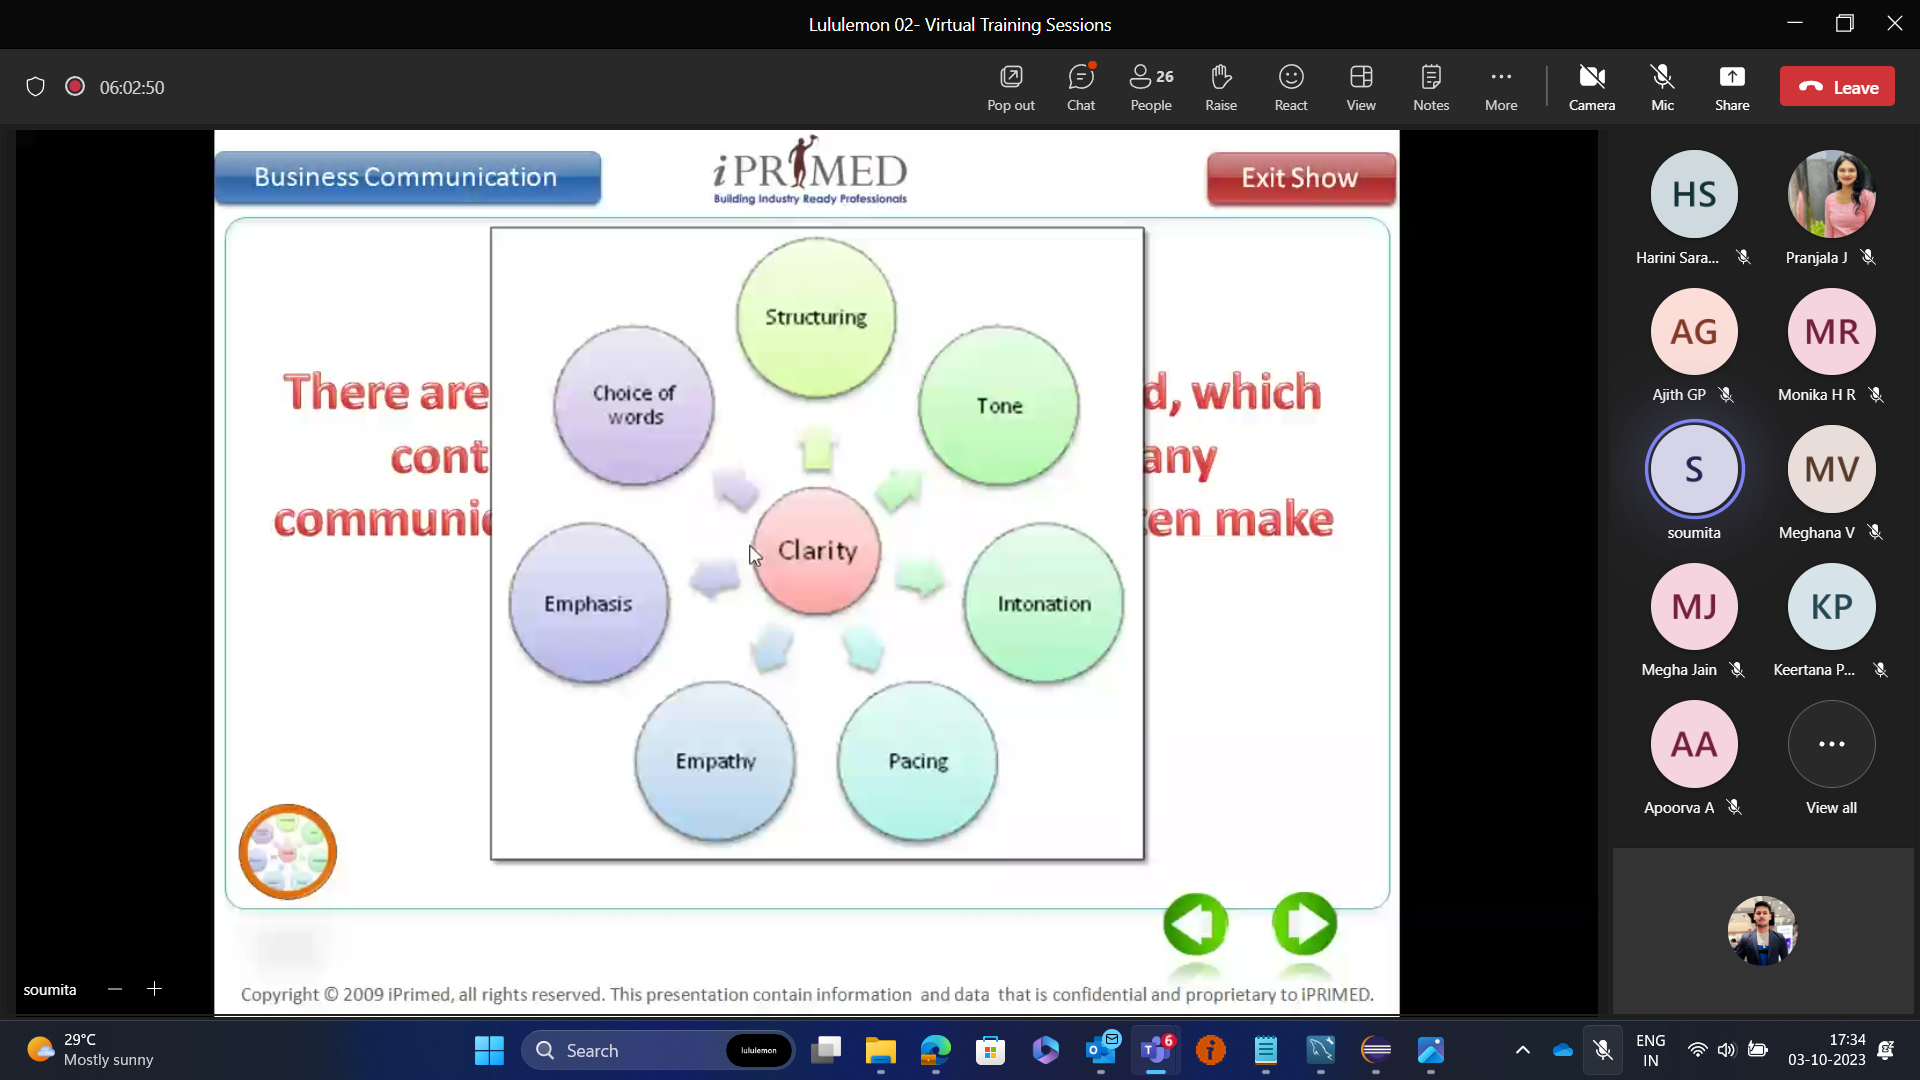 Lululemon 02- Virtual Training Sessions
06:02:50
Pop out
Chat
26
People
Raise
React
View
Notes
More
Camera
Mic
Share
Leave
Business Communication
iPRIMED
Building Industry Ready Professionals
Exit Show
There are
d, which
cont
any
communic
en make
Structuring
Choice of
words
Tone
Clarity
Emphasis
Intonation
Empathy
Pacing
Copyright © 2009 iPrimed, all rights reserved. This presentation contain information and data that is confidential and proprietary to iPRIMED.
soumita
HS
Harini Sara...
Pranjala J
AG
Ajith GP
MR
Monika H R
S
soumita
MV
Meghana V
MJ
Megha Jain
KP
Keertana P...
AA
Apoorva A
View all
29°C
Mostly sunny
Search
lululemon
6
ENG
IN
17:34
03-10-2023